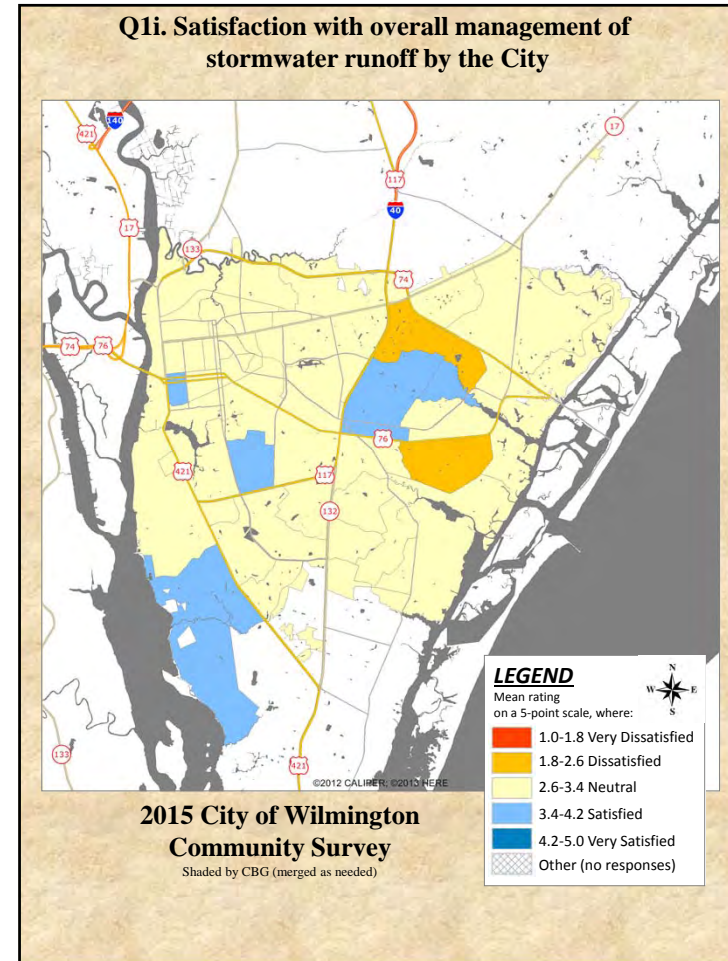 Q1i. Satisfaction with overall management of
stormwater runoff by the City
140
421
17
117
17
40
133
74
74
76
76
421
117
132
133
421
©2012 CALIPER; ©2013 HERE
LEGEND
Mean rating
on a 5-point scale, where:
N
W E
S
1.0-1.8 Very Dissatisfied
1.8-2.6 Dissatisfied
2.6-3.4 Neutral
3.4-4.2 Satisfied
4.2-5.0 Very Satisfied
Other (no responses)
2015 City of Wilmington
Community Survey
Shaded by CBG (merged as needed)